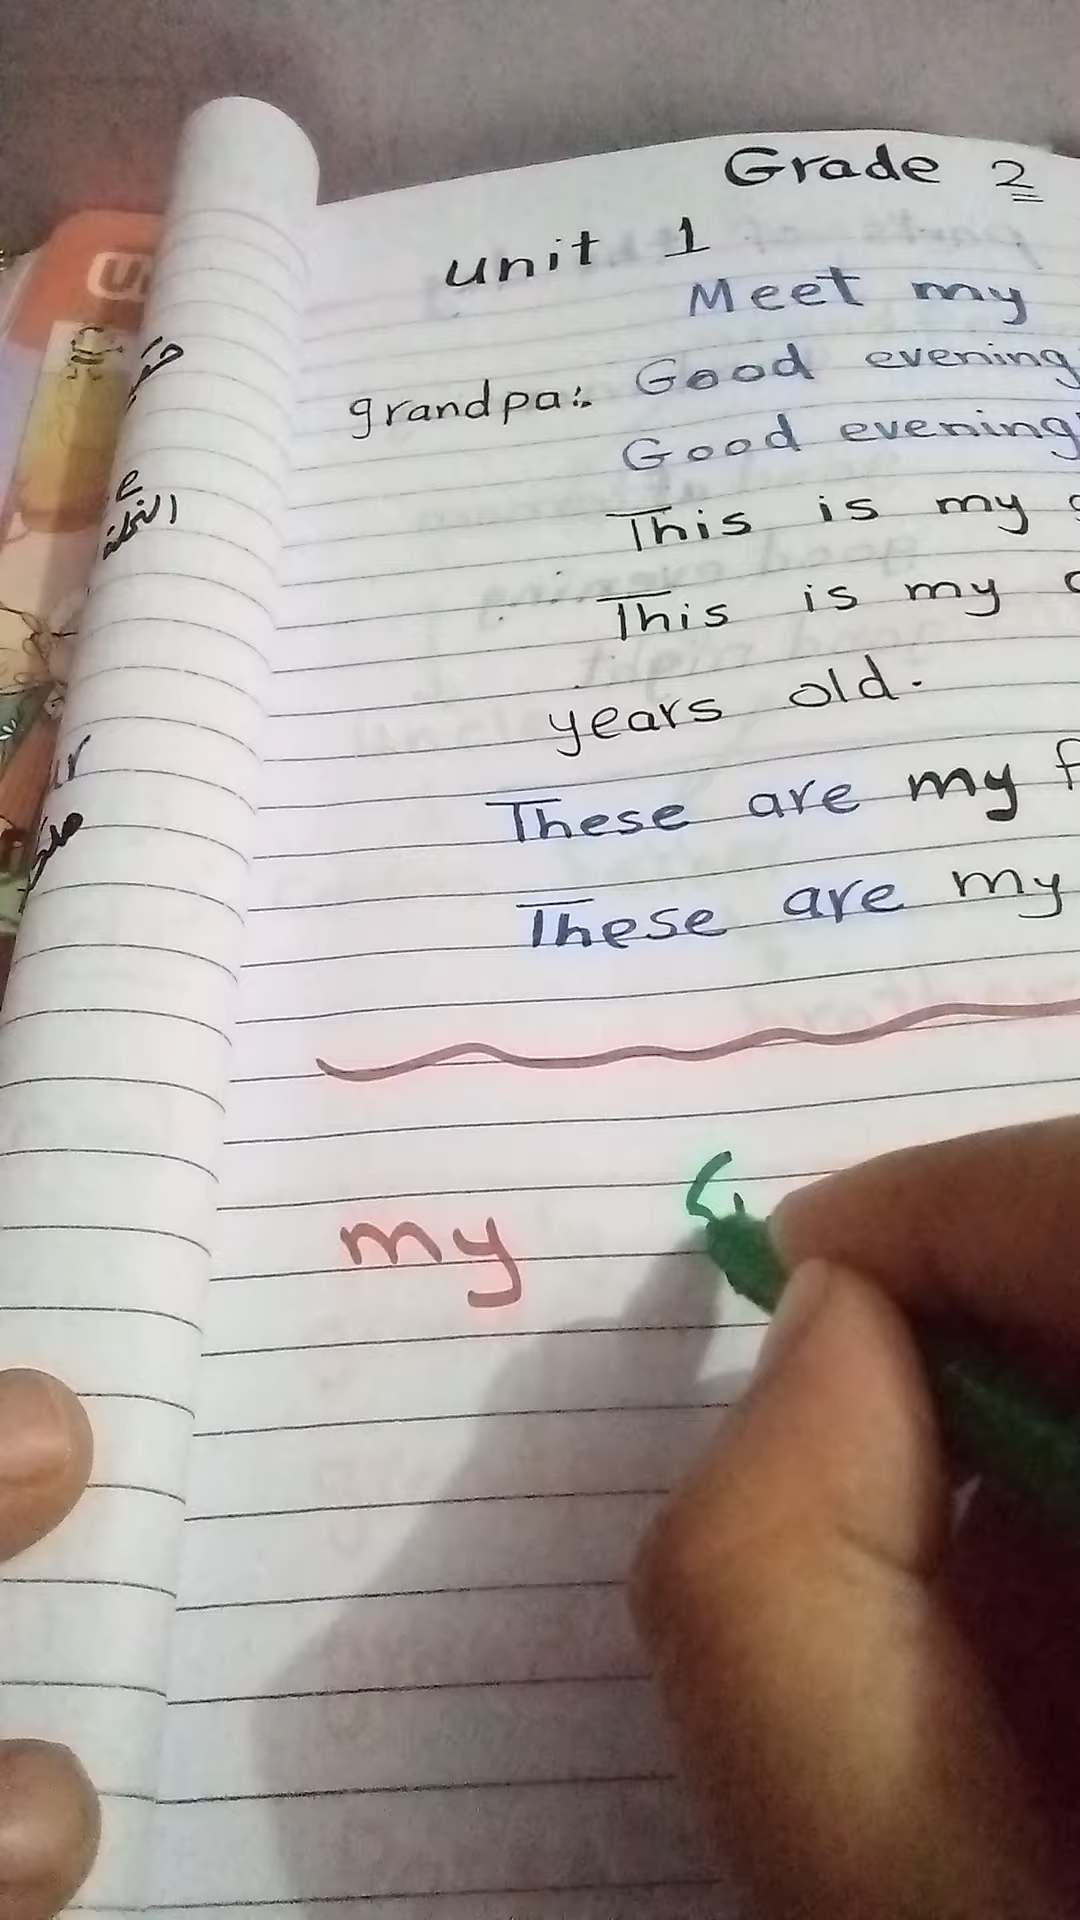 Grade 2
unit 1
Meet my
grandpa: Good evening
Good evening
This is my
This is my
years old.
These are my
These are my
my
النحلة